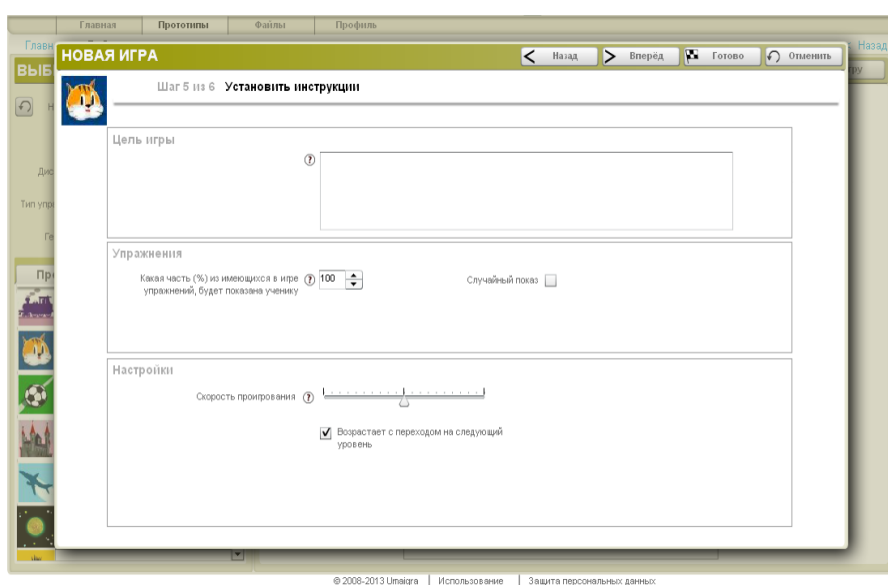 Главная Прототипы Файлы Профиль
Назад
НОВАЯ ИГРА
Назад Вперёд Готово Отменить
ВЫБ
Шаг 5 из 6 Установить инструкции
Цель игры
Упражнения
Какая часть (%) из имеющихся в игре
упражнений, будет показана ученику
100
Случайный показ
Настройки
Скорость проигрования
Возрастает с переходом на следующий
уровень
© 2008-2013 Umaigra | Использование | Защита персональных данных